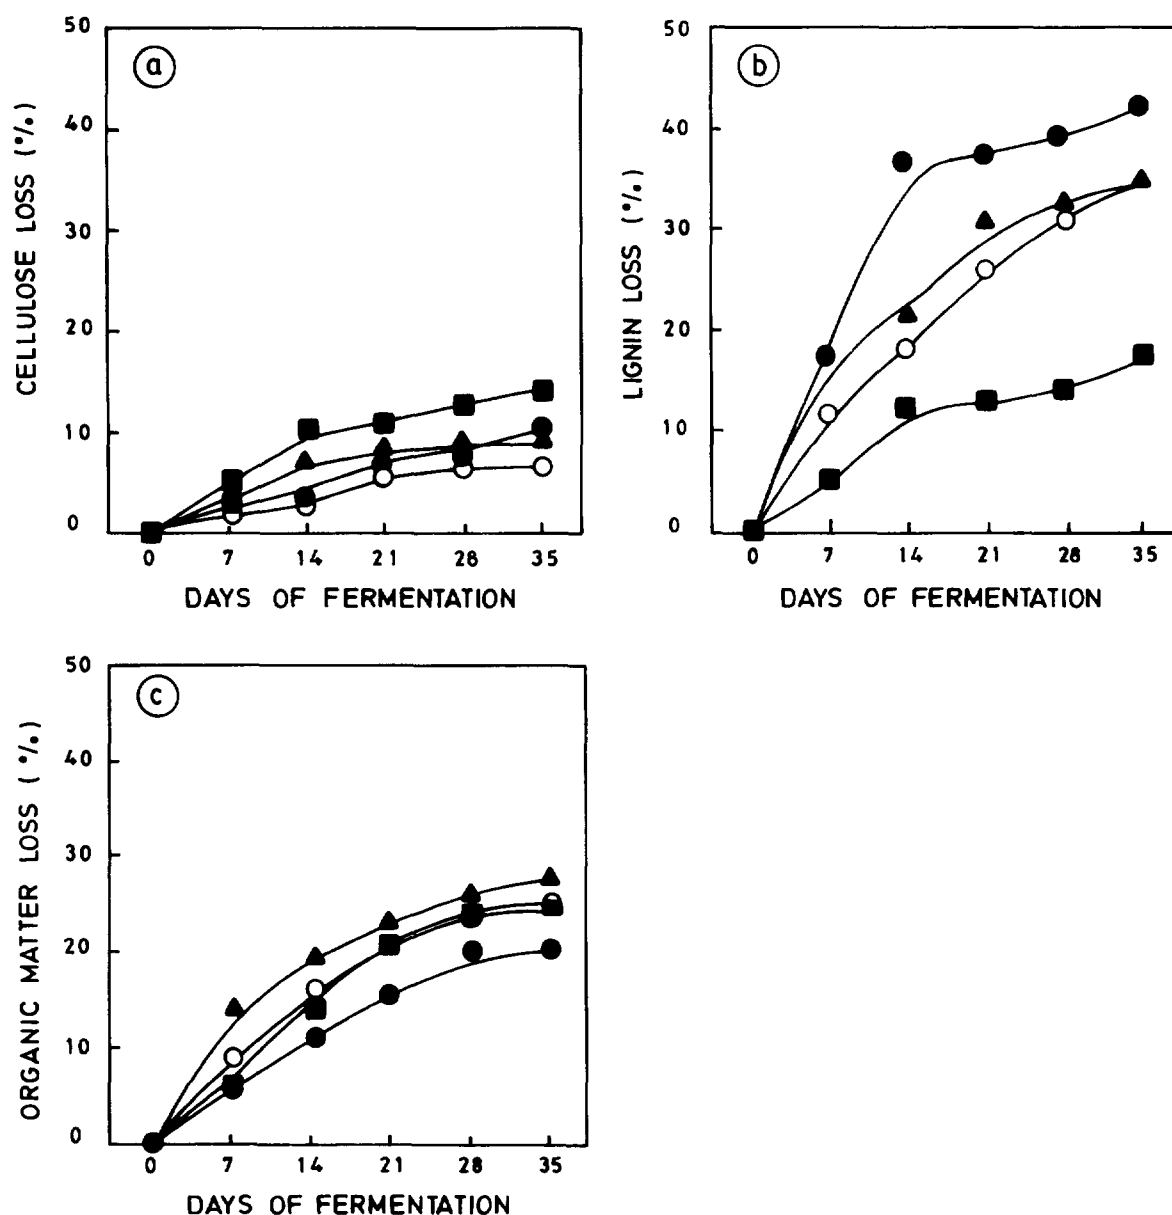 a
50
40
30
20
10
0
CELLULOSE LOSS (%)
0 7 14 21 28 35
DAYS OF FERMENTATION
b
50
40
30
20
10
0
LIGNIN LOSS (%)
0 7 14 21 28 35
DAYS OF FERMENTATION
c
50
40
30
20
10
0
ORGANIC MATTER LOSS (%)
0 7 14 21 28 35
DAYS OF FERMENTATION